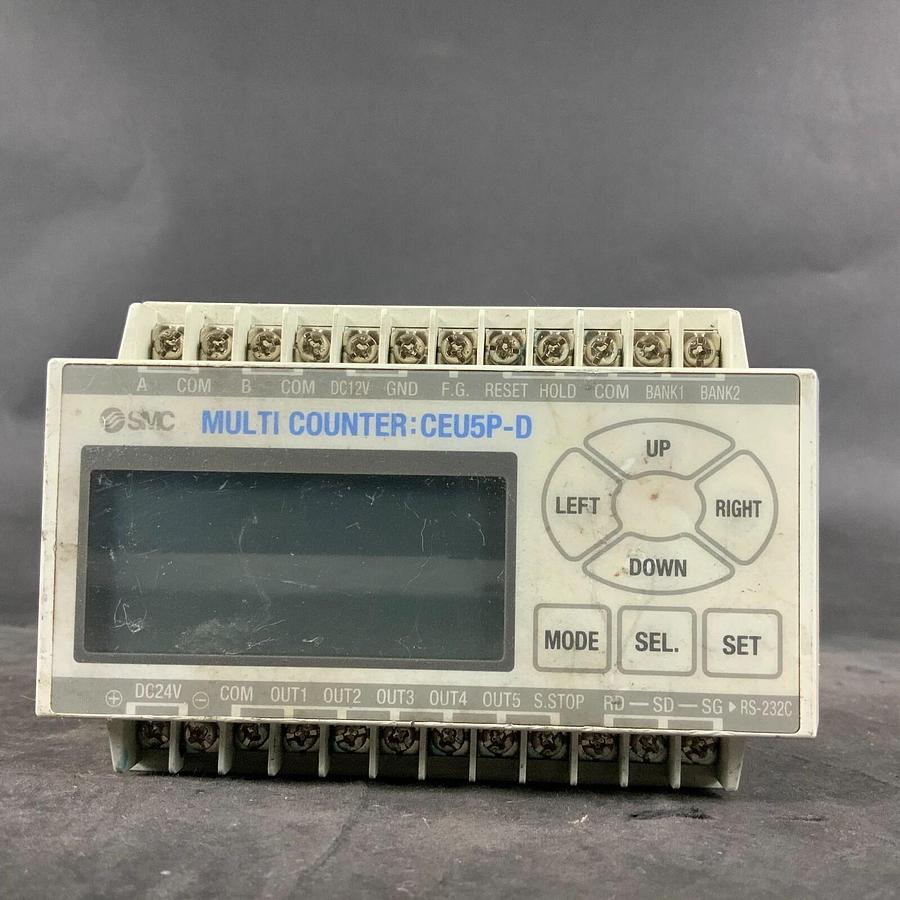 A COM B COM DC12V GND F.G. RESET HOLD COM BANK1 BANK2
SMC MULTI COUNTER:CEU5P-D
UP
LEFT RIGHT
DOWN
MODE SEL. SET
⊕ DC24V ⊖ COM OUT1 OUT2 OUT3 OUT4 OUT5 S.STOP RD — SD — SG ▶ RS-232C